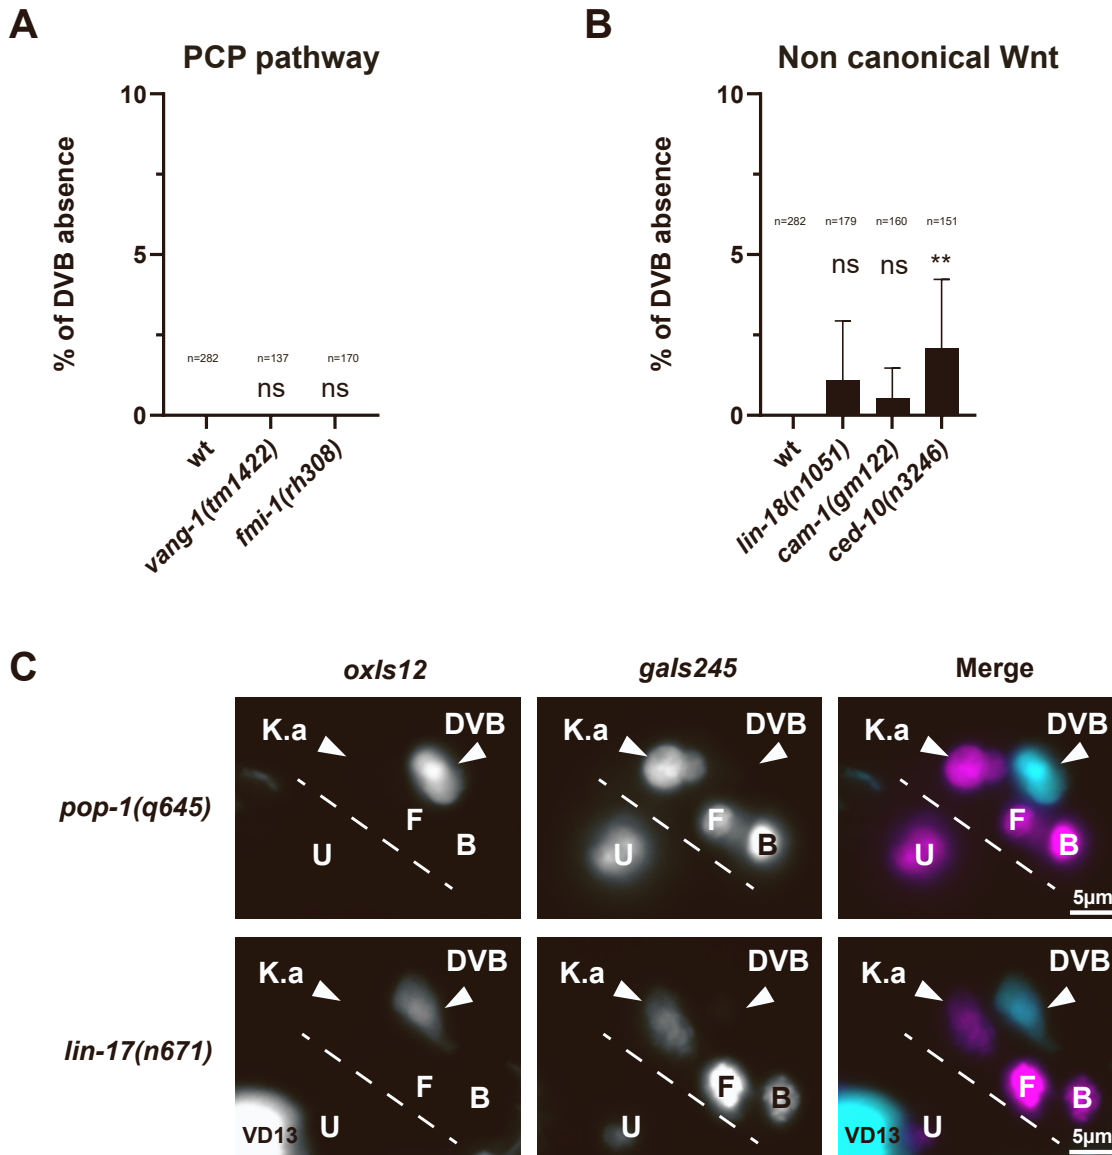 A
PCP pathway
% of DVB absence
10
5
0
n=282
n=137
n=170
ns
ns
wt
vang-1(tm1422)
fmi-1(rh308)
B
Non canonical Wnt
% of DVB absence
10
5
0
n=282
n=179
n=160
n=151
ns
ns
**
wt
lin-18(n1051)
cam-1(gm122)
ced-10(n3246)
C
oxIs12
gaIs245
Merge
pop-1(q645)
K.a
DVB
F
B
U
K.a
DVB
F
B
U
K.a
DVB
F
B
U
5µm
lin-17(n671)
K.a
DVB
F
B
U
VD13
K.a
DVB
F
B
U
K.a
DVB
F
B
U
VD13
5µm